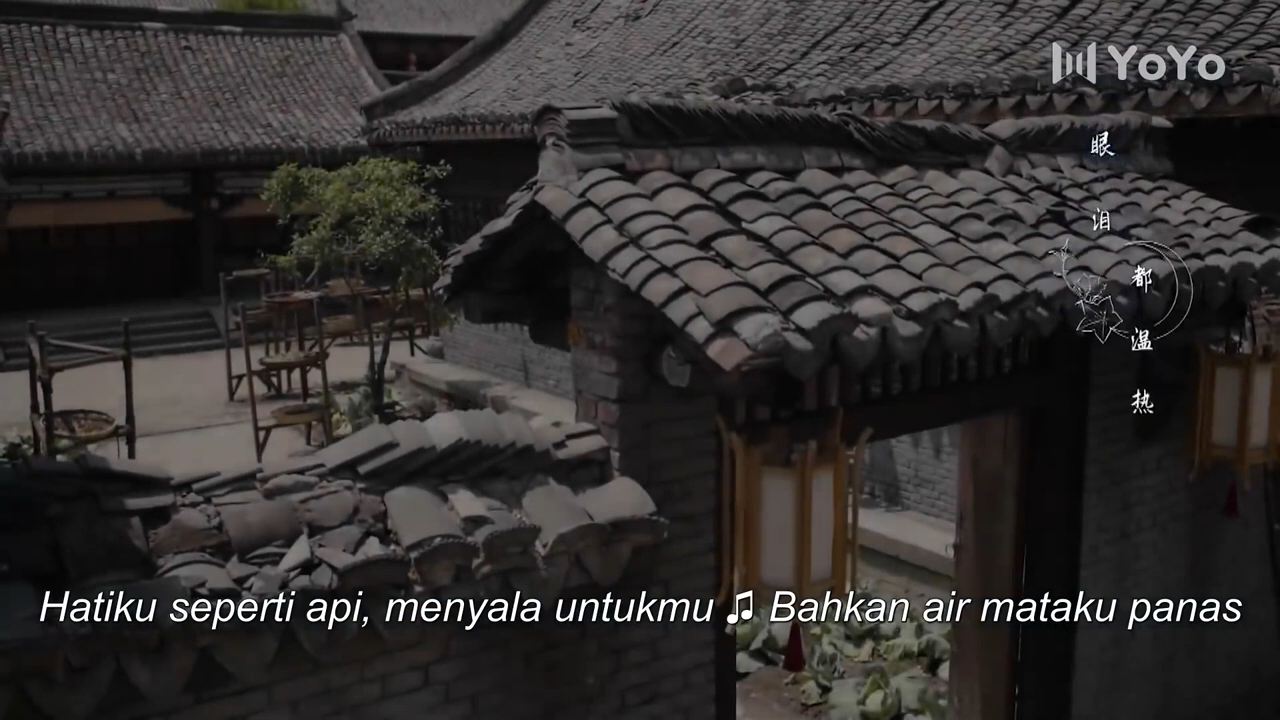 YoYo
眼泪
都温热
Hatiku seperti api, menyala untukmu ♫ Bahkan air mataku panas